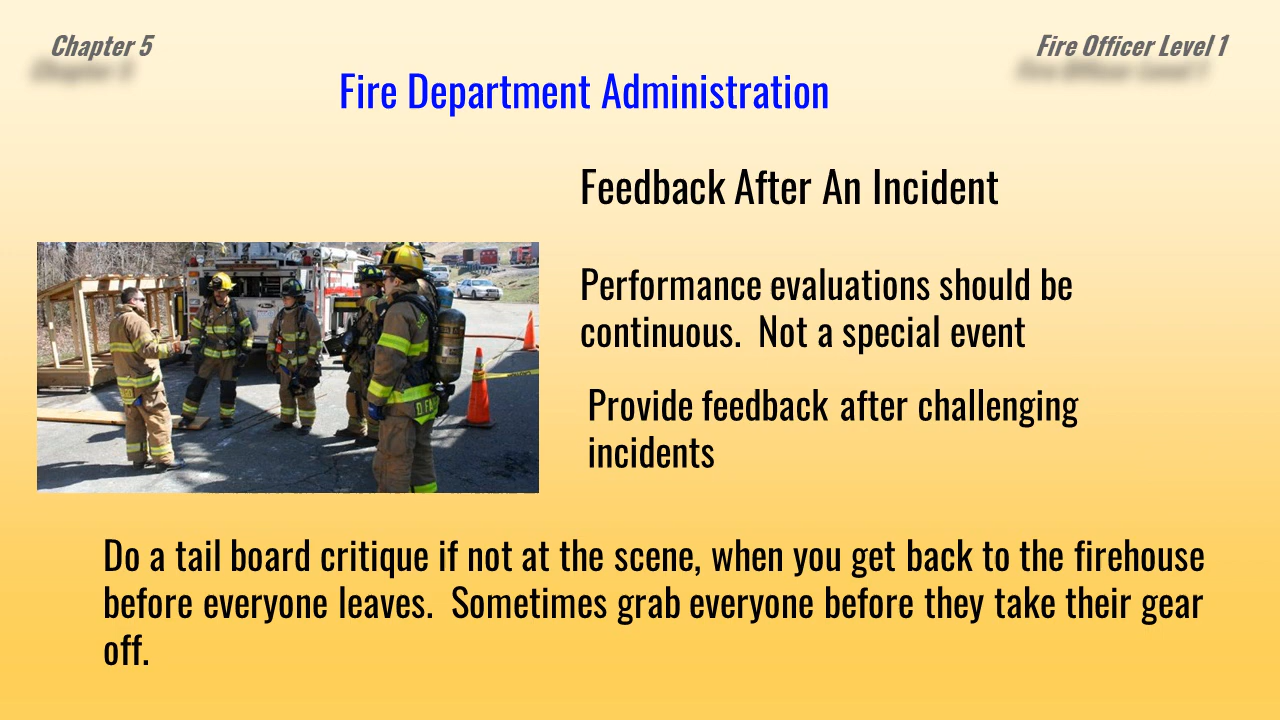 Chapter 5
Fire Officer Level 1
Fire Department Administration
Feedback After An Incident
Performance evaluations should be
continuous.  Not a special event
Provide feedback after challenging
incidents
Do a tail board critique if not at the scene, when you get back to the firehouse
before everyone leaves.  Sometimes grab everyone before they take their gear
off.